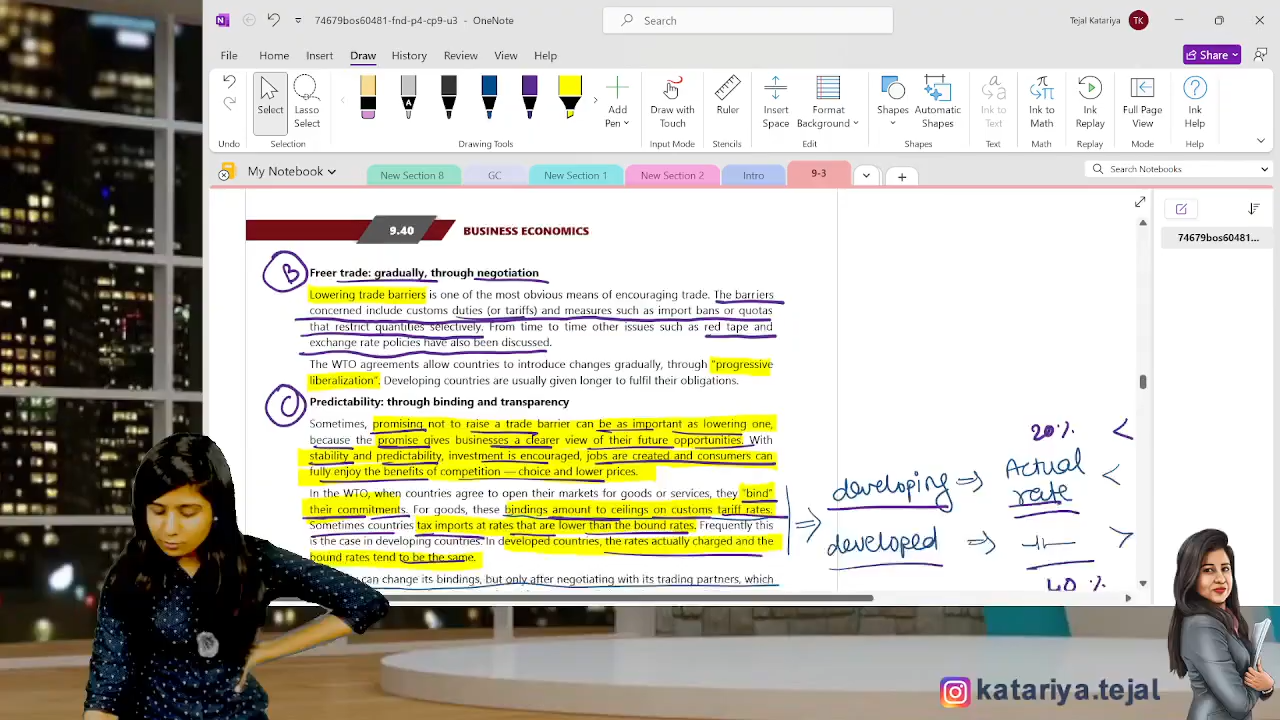 74679bos60481-fnd-p4-cp9-u3 - OneNote
Search
Tejal Katariya
TK
File
Home
Insert
Draw
History
Review
View
Help
Share
Undo
Select
Lasso Select
Selection
A
Drawing Tools
Add Pen
Draw with Touch
Input Mode
Ruler
Stencils
Insert Space
Format Background
Edit
Shapes
Automatic Shapes
Shapes
Ink to Text
Text
Ink to Math
Math
Ink Replay
Replay
Full Page View
Mode
Ink Help
Help
My Notebook
New Section 8
GC
New Section 1
New Section 2
Intro
9-3
Search Notebooks
74679bos60481...
9.40
BUSINESS ECONOMICS
B
Freer trade: gradually, through negotiation
Lowering trade barriers is one of the most obvious means of encouraging trade. The barriers
concerned include customs duties (or tariffs) and measures such as import bans or quotas
that restrict quantities selectively. From time to time other issues such as red tape and
exchange rate policies have also been discussed.
The WTO agreements allow countries to introduce changes gradually, through "progressive
liberalization". Developing countries are usually given longer to fulfil their obligations.
C
Predictability: through binding and transparency
Sometimes, promising not to raise a trade barrier can be as important as lowering one,
because the promise gives businesses a clearer view of their future opportunities. With
stability and predictability, investment is encouraged, jobs are created and consumers can
fully enjoy the benefits of competition — choice and lower prices.
In the WTO, when countries agree to open their markets for goods or services, they "bind"
their commitments. For goods, these bindings amount to ceilings on customs tariff rates.
Sometimes countries tax imports at rates that are lower than the bound rates. Frequently this
is the case in developing countries. In developed countries, the rates actually charged and the
bound rates tend to be the same.
can change its bindings, but only after negotiating with its trading partners, which
20% <
developing ⇒ Actual rate <
developed ⇒ —11— >
40 %
katariya.tejal